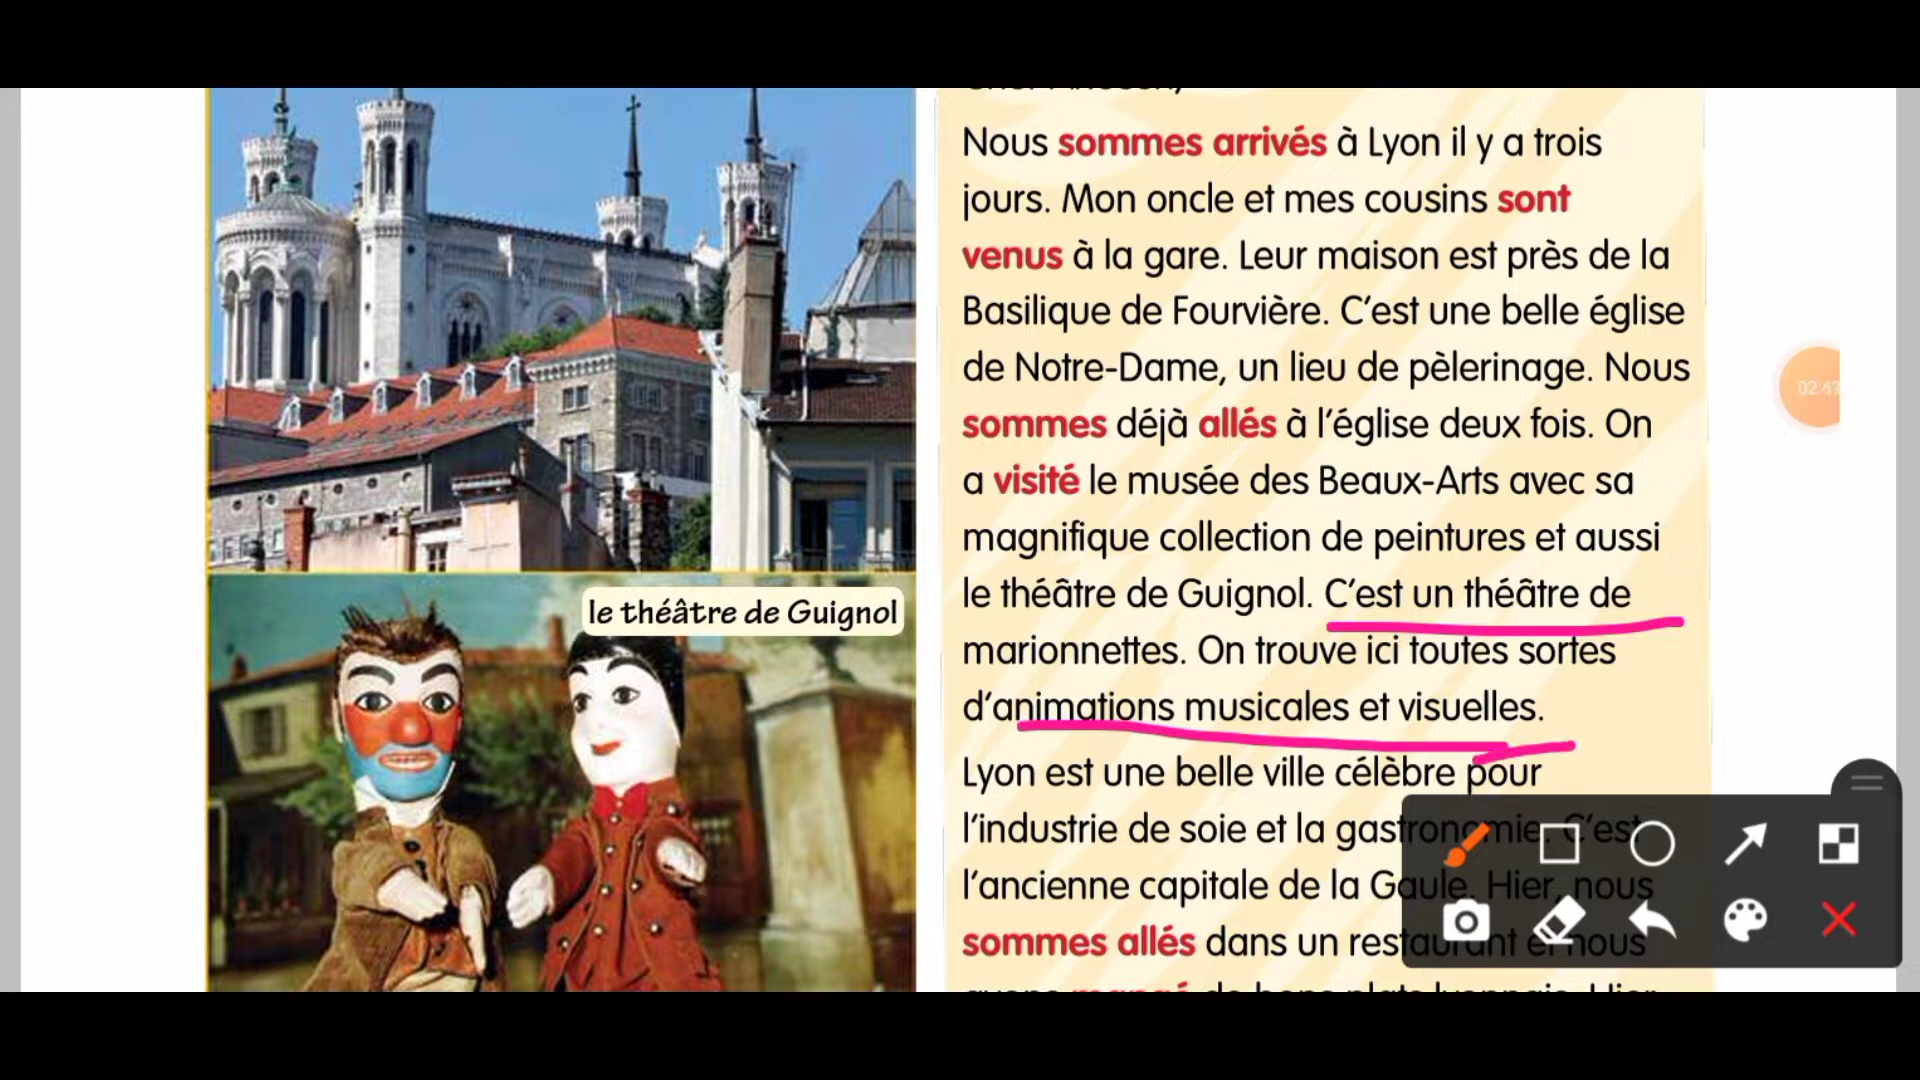 Nous sommes arrivés à Lyon il y a trois
jours. Mon oncle et mes cousins sont
venus à la gare. Leur maison est près de la
Basilique de Fourvière. C'est une belle église
de Notre-Dame, un lieu de pèlerinage. Nous
sommes déjà allés à l'église deux fois. On
a visité le musée des Beaux-Arts avec sa
magnifique collection de peintures et aussi
le théâtre de Guignol. C'est un théâtre de
marionnettes. On trouve ici toutes sortes
d'animations musicales et visuelles.
Lyon est une belle ville célèbre pour
l'industrie de soie et la gastronomie. C'est
l'ancienne capitale de la Gaule. Hier, nous
sommes allés dans un restaurant et nous
le théâtre de Guignol